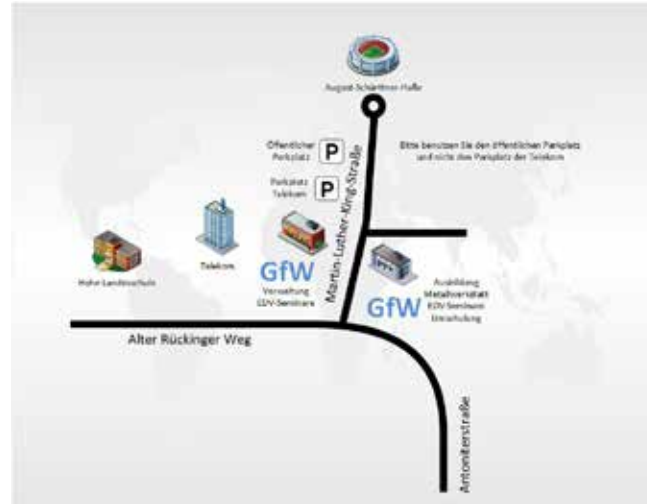 August-Schärttner-Halle
Öffentlicher
Parkplatz
P
Bitte benutzen Sie den öffentlichen Parkplatz
und nicht den Parkplatz der Telekom
Parkplatz
Telekom
P
Martin-Luther-King-Straße
Hohe Landesschule
Telekom
GfW
Verwaltung
EDV-Seminare
GfW
Ausbildung
Metallwerkstatt
EDV-Seminare
Umschulung
Alter Rückinger Weg
Antoniterstraße